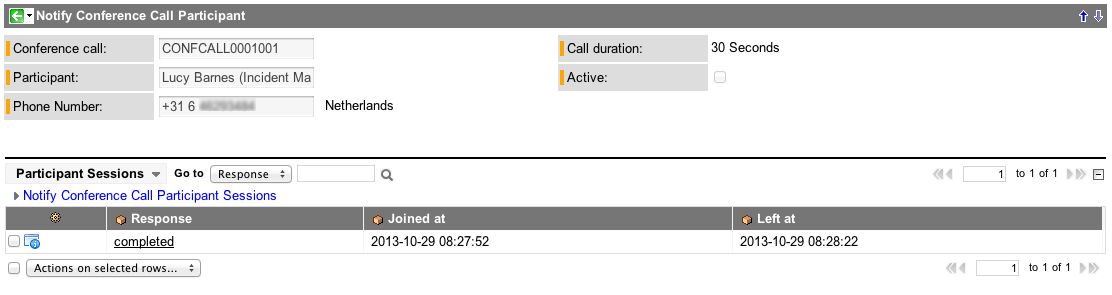 Notify Conference Call Participant
Conference call: CONFCALL0001001 Call duration: 30 Seconds
Participant: Lucy Barnes (Incident Ma Active:
Phone Number: +31 6 Netherlands
Participant Sessions Go to Response 1 to 1 of 1
Notify Conference Call Participant Sessions
Response Joined at Left at
completed 2013-10-29 08:27:52 2013-10-29 08:28:22
Actions on selected rows... 1 to 1 of 1